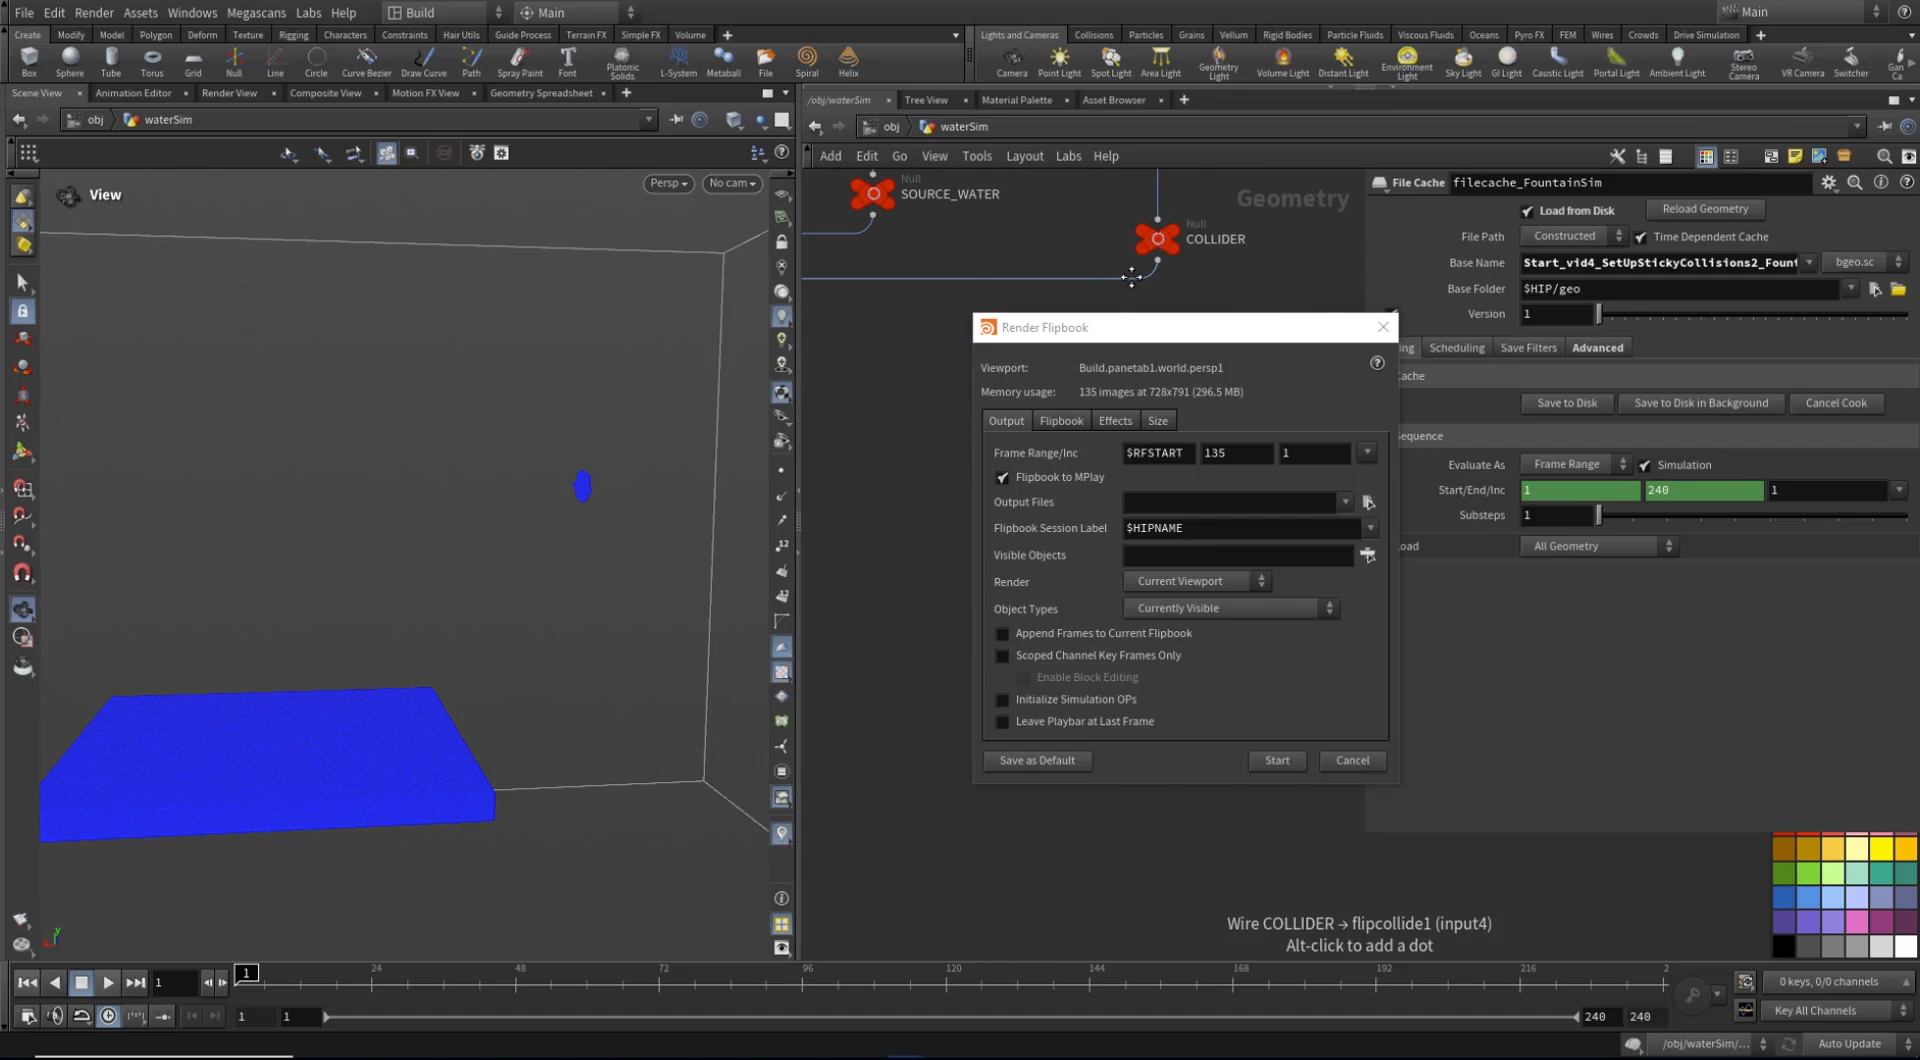 File Edit Render Assets Windows Megascans Labs Help Build Main Main
Create Modify Model Polygon Deform Texture Rigging Characters Constraints Hair Utils Guide Process Terrain FX Simple FX Volume
Lights and Cameras Collisions Particles Grains Vellum Rigid Bodies Particle Fluids Viscous Fluids Oceans Pyro FX FEM Wires Crowds Drive Simulation
Box Sphere Tube Torus Grid Null Line Circle Curve Bezier Draw Curve Path Spray Paint Font Platonic Solids L-System Metaball File Spiral Helix
Camera Point Light Spot Light Area Light Geometry Light Volume Light Distant Light Environment Light Sky Light GI Light Caustic Light Portal Light Ambient Light Stereo Camera VR Camera Switcher Gan Ca
Scene View Animation Editor Render View Composite View Motion FX View Geometry Spreadsheet
/obj/waterSim Tree View Material Palette Asset Browser
obj waterSim
obj waterSim
Add Edit Go View Tools Layout Labs Help
View
Persp
No cam
Null
SOURCE_WATER
Null
COLLIDER
Geometry
File Cache filecache_FountainSim
Load from Disk Reload Geometry
File Path Constructed Time Dependent Cache
Base Name Start_vid4_SetUpStickyCollisions2_Fount bgeo.sc
Base Folder $HIP/geo
Version 1
ing Scheduling Save Filters Advanced
Cache
Save to Disk Save to Disk in Background Cancel Cook
Sequence
Evaluate As Frame Range Simulation
Start/End/Inc 1 240 1
Substeps 1
oad All Geometry
Render Flipbook
Viewport: Build.panetab1.world.persp1
Memory usage: 135 images at 728x791 (296.5 MB)
Output Flipbook Effects Size
Frame Range/Inc $RFSTART 135 1
Flipbook to MPlay
Output Files
Flipbook Session Label $HIPNAME
Visible Objects
Render Current Viewport
Object Types Currently Visible
Append Frames to Current Flipbook
Scoped Channel Key Frames Only
Enable Block Editing
Initialize Simulation OPs
Leave Playbar at Last Frame
Save as Default Start Cancel
Wire COLLIDER → flipcollide1 (input4)
Alt-click to add a dot
12
y
1 1 24 48 72 96 120 144 168 192 216 2
0 keys, 0/0 channels
1 1 240 240
Key All Channels
/obj/waterSim/... Auto Update